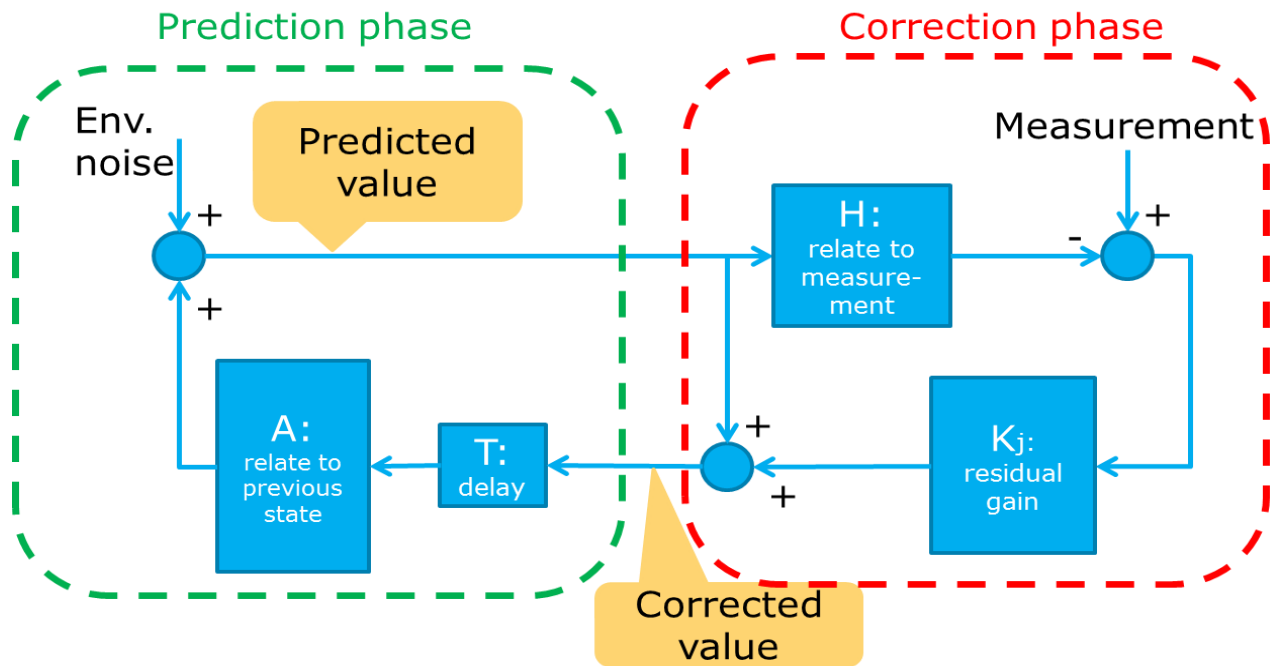 Prediction phase
Correction phase
Env.
noise
Predicted
value
Measurement
+
+
-
+
H:
relate to
measure-
ment
A:
relate to
previous
state
T:
delay
+
+
Kj:
residual
gain
Corrected
value